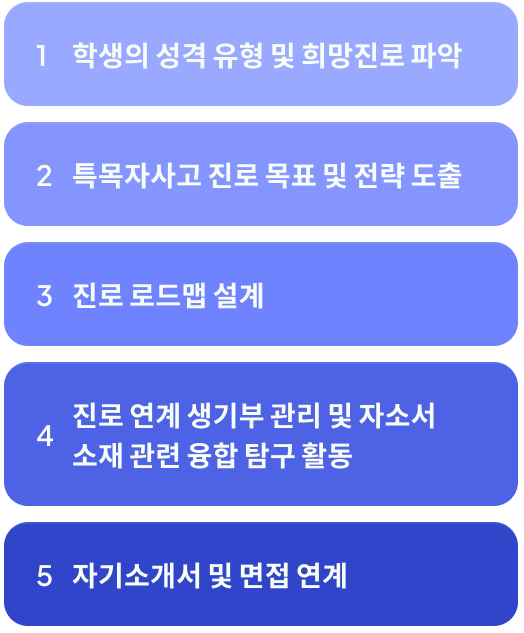 1 학생의 성격 유형 및 희망진로 파악
2 특목자사고 진로 목표 및 전략 도출
3 진로 로드맵 설계
4 진로 연계 생기부 관리 및 자소서
소재 관련 융합 탐구 활동
5 자기소개서 및 면접 연계